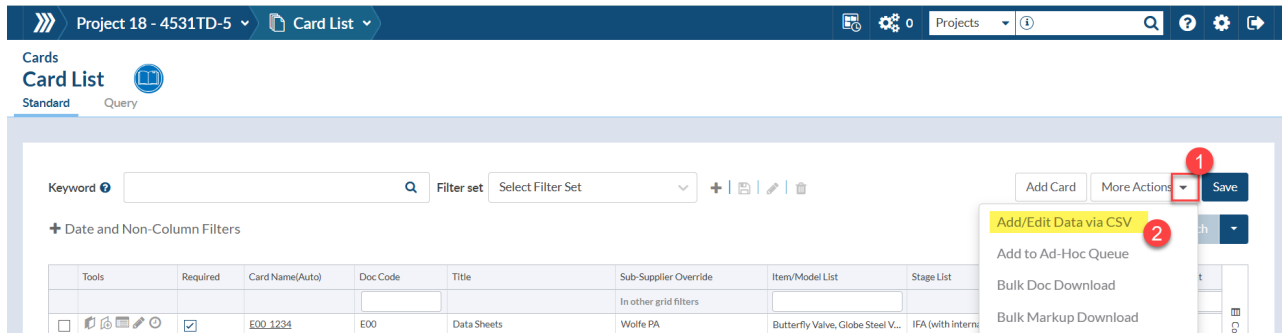 Project 18 - 4531TD-5 Card List 0 Projects
Cards
Card List
Standard Query
1
Keyword Filter set Select Filter Set Add Card More Actions Save
Add/Edit Data via CSV 2
+ Date and Non-Column Filters
Add to Ad-Hoc Queue
Tools Required Card Name(Auto) Doc Code Title Sub-Supplier Override Item/Model List Stage List
Bulk Doc Download
In other grid filters
E00 1234 E00 Data Sheets Wolfe PA Butterfly Valve, Globe Steel V... IFA (with interna
Bulk Markup Download